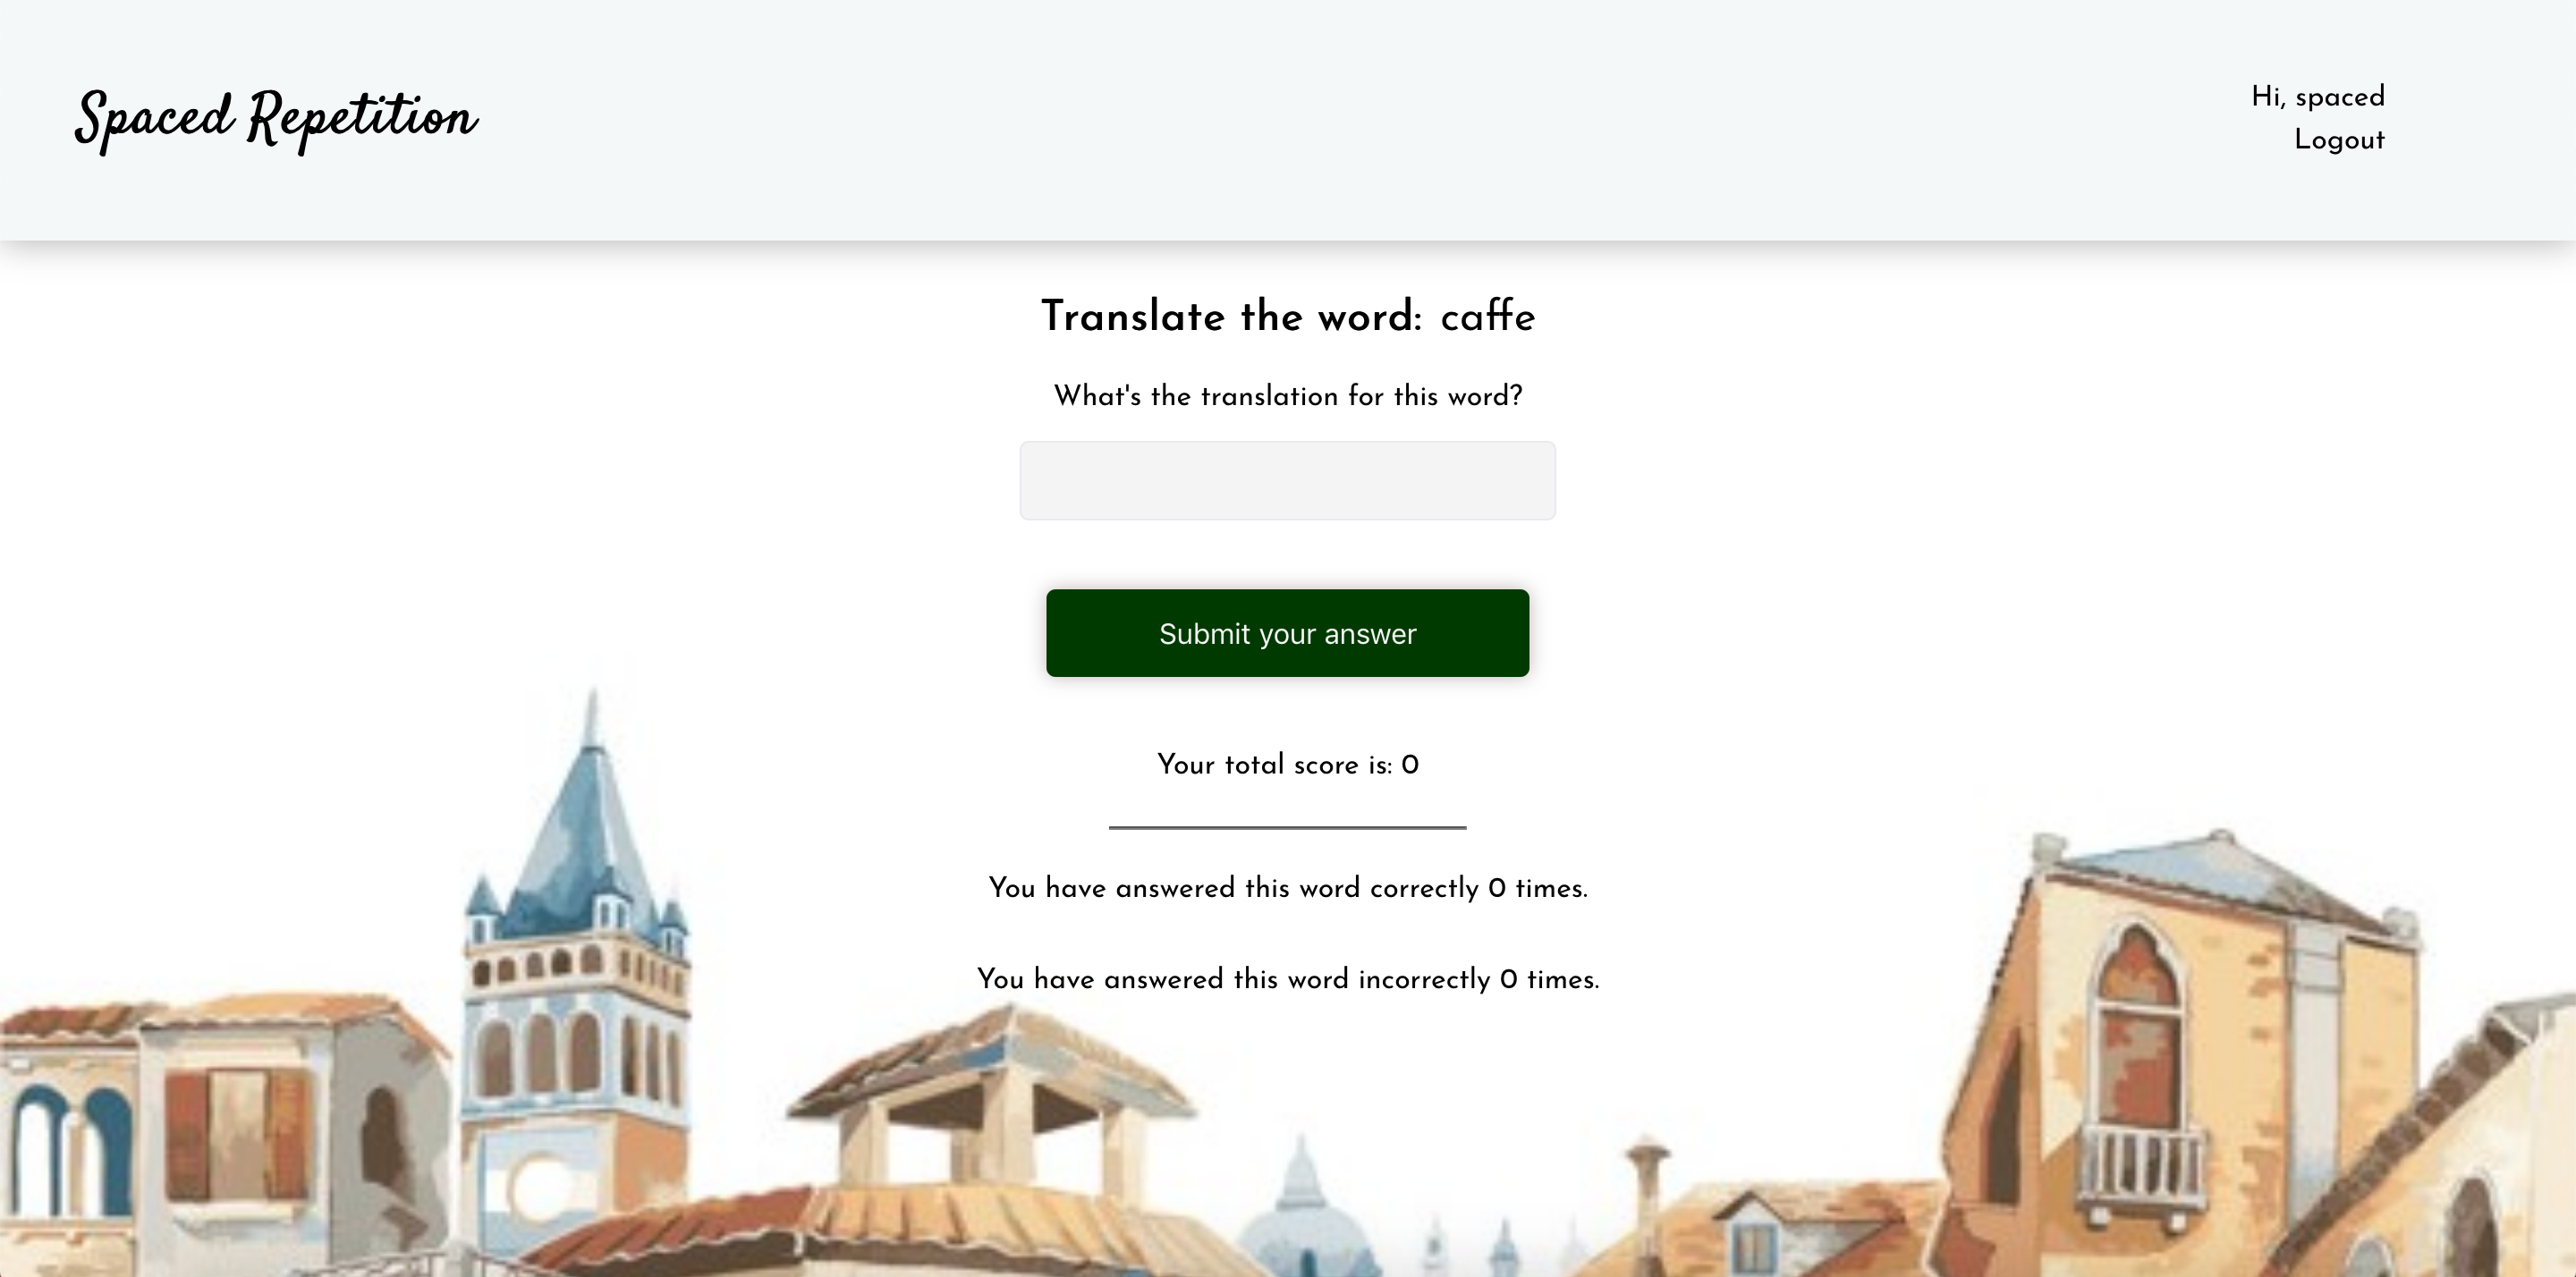 Spaced Repetition
Hi, spaced
Logout
Translate the word: caffe
What's the translation for this word?
Submit your answer
Your total score is: 0
You have answered this word correctly 0 times.
You have answered this word incorrectly 0 times.